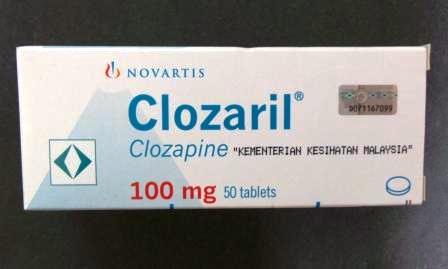 NOVARTIS
Clozaril®
Clozapine "KEMENTERIAN KESIHATAN MALAYSIA"
100 mg 50 tablets